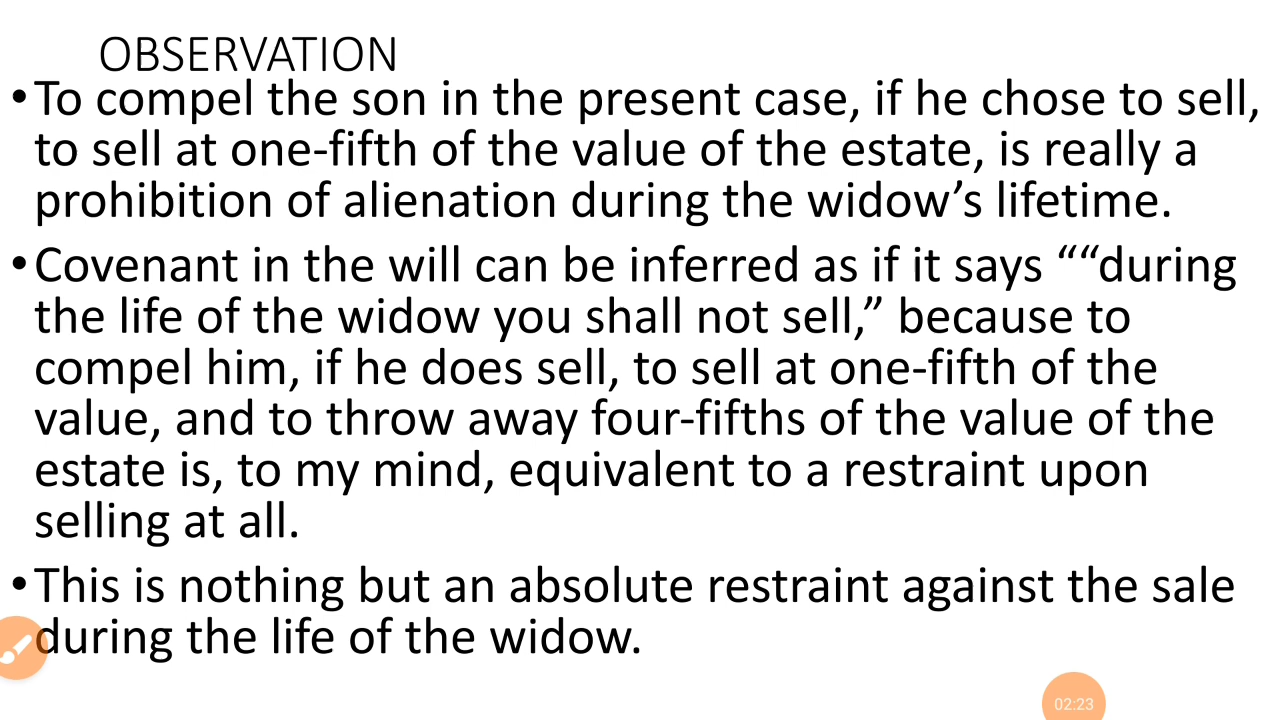 OBSERVATION
•To compel the son in the present case, if he chose to sell,
to sell at one-fifth of the value of the estate, is really a
prohibition of alienation during the widow’s lifetime.
•Covenant in the will can be inferred as if it says ““during
the life of the widow you shall not sell,” because to
compel him, if he does sell, to sell at one-fifth of the
value, and to throw away four-fifths of the value of the
estate is, to my mind, equivalent to a restraint upon
selling at all.
•This is nothing but an absolute restraint against the sale
during the life of the widow.
02:23